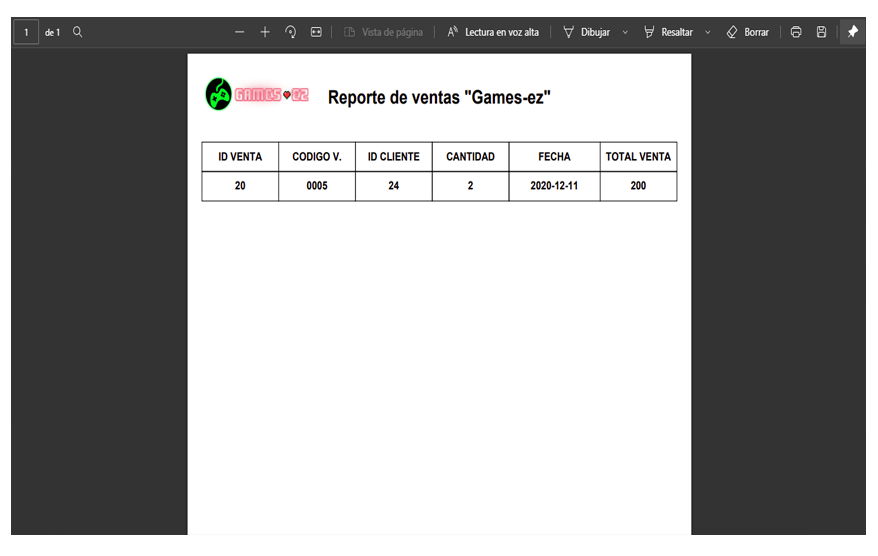 1 de 1 Vista de página Lectura en voz alta Dibujar Resaltar Borrar
GAMES EZ Reporte de ventas "Games-ez"
ID VENTA CODIGO V. ID CLIENTE CANTIDAD FECHA TOTAL VENTA
20 0005 24 2 2020-12-11 200